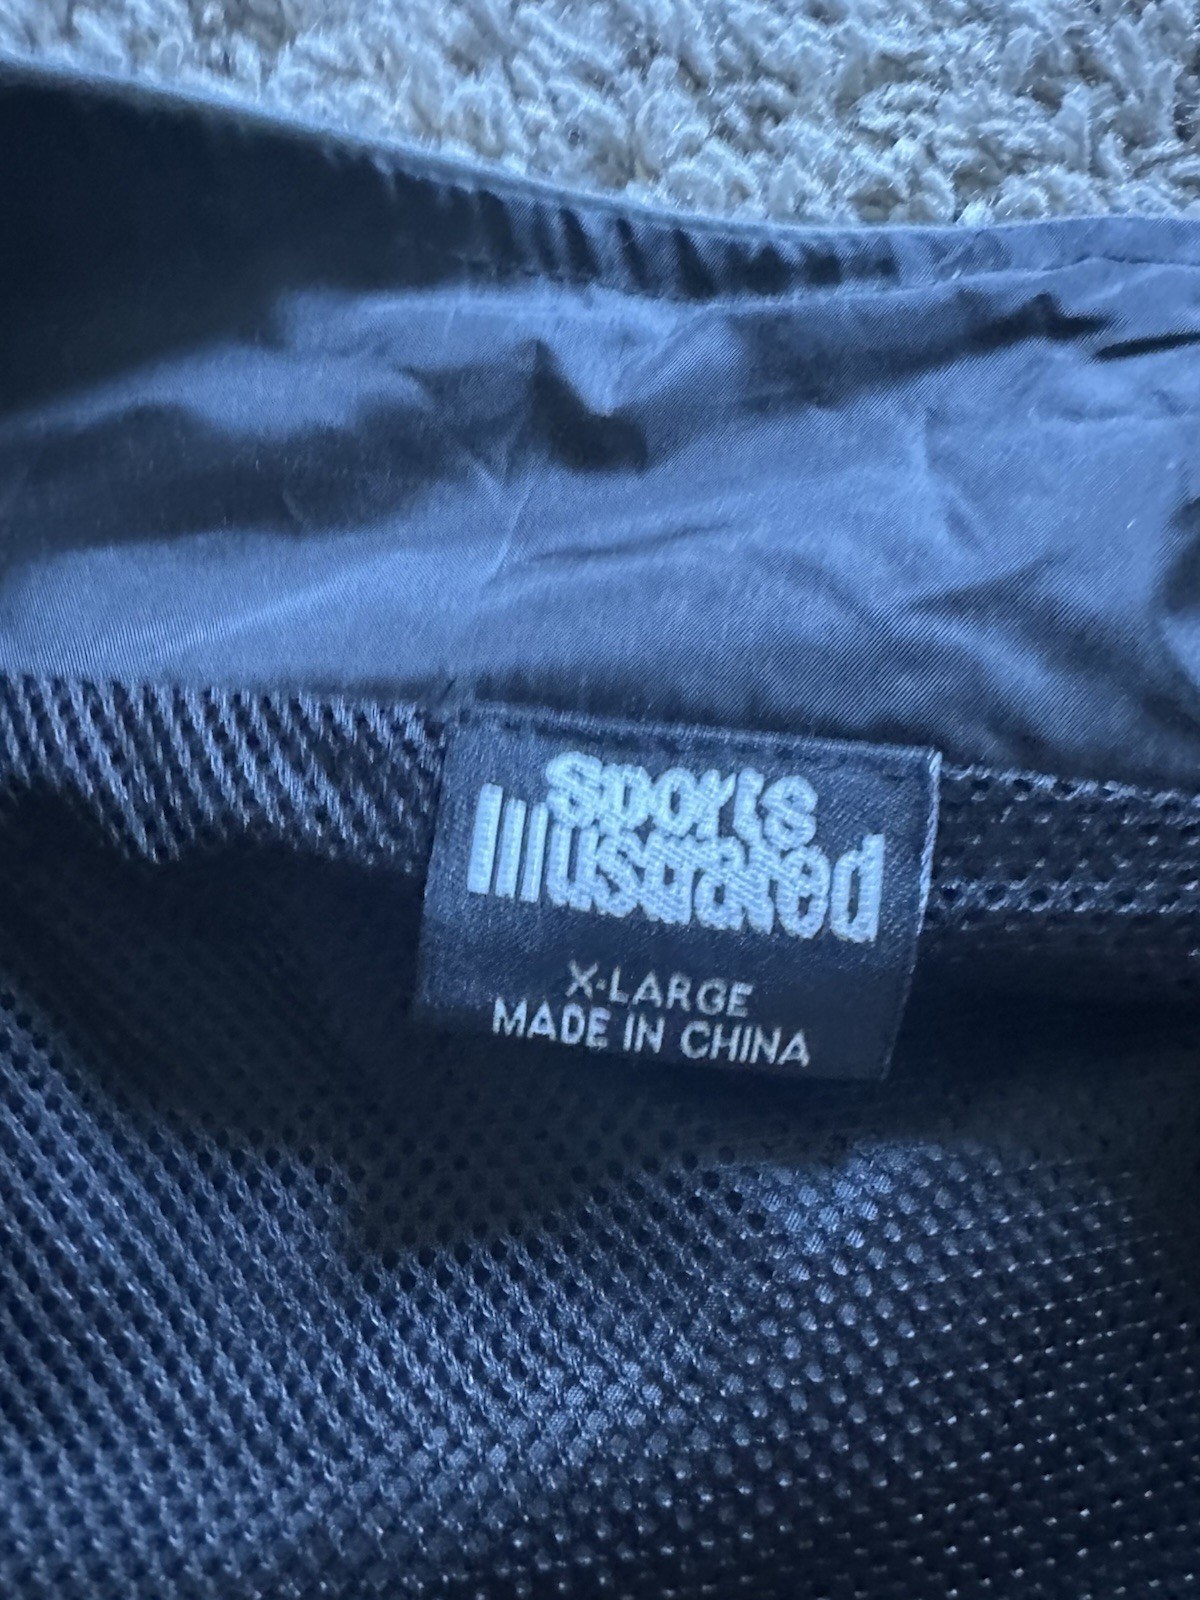 Sports
Illustrated
X-LARGE
MADE IN CHINA